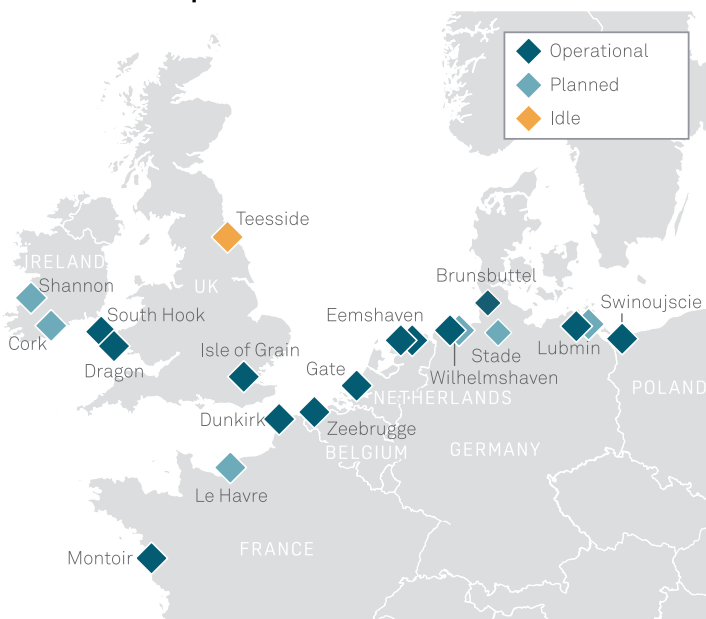 Operational
Planned
Idle
Teesside
IRELAND
Shannon
UK
Brunsbuttel
Swinoujscie
South Hook
Eemshaven
Cork
Isle of Grain
Lubmin
Stade
Dragon
Gate
Wilhelmshaven
POLAND
NETHERLANDS
Dunkirk
Zeebrugge
BELGIUM
GERMANY
Le Havre
FRANCE
Montoir